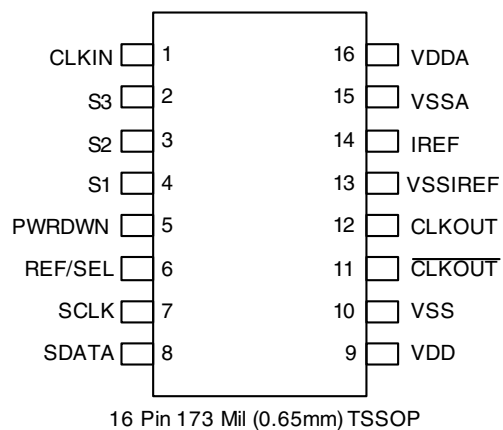 CLKIN 1 16 VDDA
S3 2 15 VSSA
S2 3 14 IREF
S1 4 13 VSSIREF
PWRDWN 5 12 CLKOUT
REF/SEL 6 11 C̅L̅K̅O̅U̅T̅
SCLK 7 10 VSS
SDATA 8 9 VDD
16 Pin 173 Mil (0.65mm) TSSOP